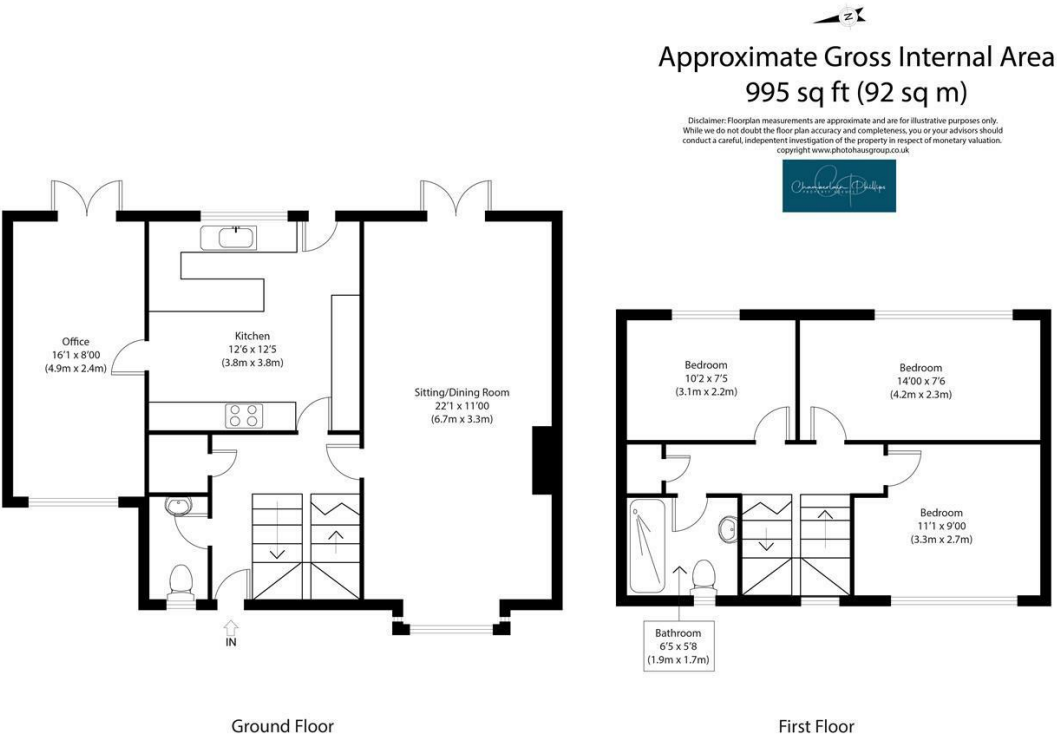 N
Approximate Gross Internal Area
995 sq ft (92 sq m)
Disclaimer: Floorplan measurements are approximate and are for illustrative purposes only.
While we do not doubt the floor plan accuracy and completeness, you or your advisors should
conduct a careful, indepentent investigation of the property in respect of monetary valuation.
copyright www.photohausgroup.co.uk
Chamberlain Phillips
PROPERTY AGENTS
Office
16'1 x 8'00
(4.9m x 2.4m)
Kitchen
12'6 x 12'5
(3.8m x 3.8m)
Sitting/Dining Room
22'1 x 11'00
(6.7m x 3.3m)
IN
Ground Floor
Bedroom
10'2 x 7'5
(3.1m x 2.2m)
Bedroom
14'00 x 7'6
(4.2m x 2.3m)
Bedroom
11'1 x 9'00
(3.3m x 2.7m)
Bathroom
6'5 x 5'8
(1.9m x 1.7m)
First Floor